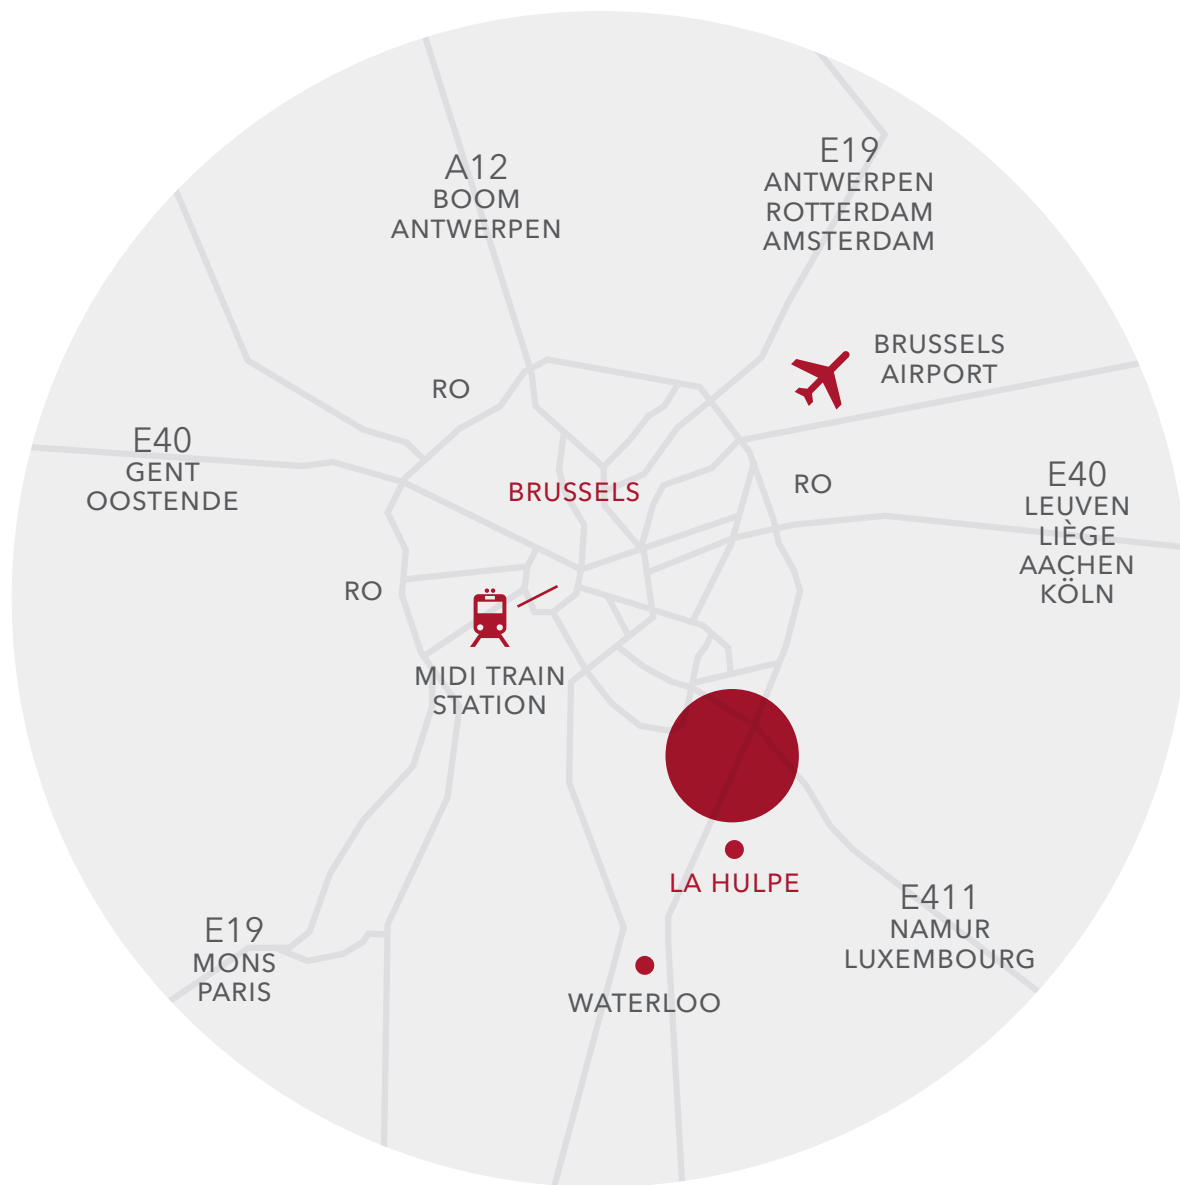 A12
BOOM
ANTWERPEN
E19
ANTWERPEN
ROTTERDAM
AMSTERDAM
BRUSSELS
AIRPORT
RO
E40
GENT
OOSTENDE
BRUSSELS
RO
E40
LEUVEN
LIÈGE
AACHEN
KÖLN
RO
MIDI TRAIN
STATION
LA HULPE
E411
NAMUR
LUXEMBOURG
E19
MONS
PARIS
WATERLOO